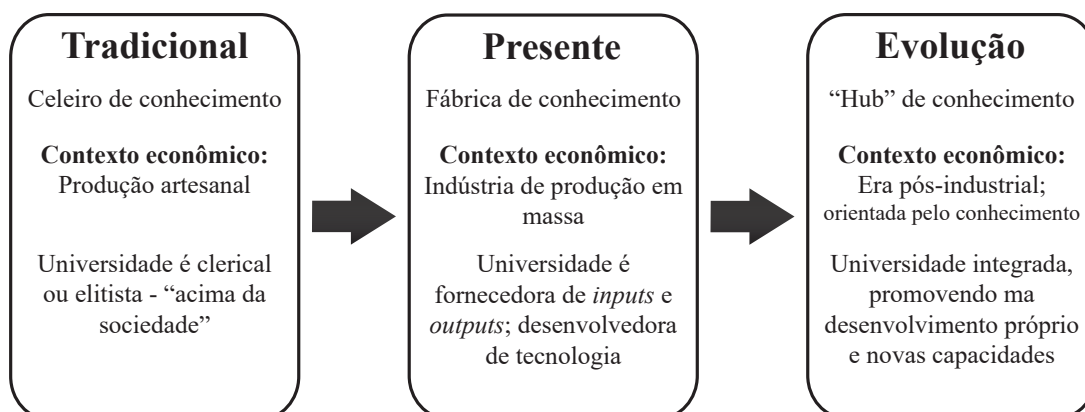 Tradicional
Celeiro de conhecimento
Contexto econômico:
Produção artesanal
Universidade é clerical
ou elitista - “acima da
sociedade”
Presente
Fábrica de conhecimento
Contexto econômico:
Indústria de produção em
massa
Universidade é
fornecedora de inputs e
outputs; desenvolvedora
de tecnologia
Evolução
“Hub” de conhecimento
Contexto econômico:
Era pós-industrial;
orientada pelo conhecimento
Universidade integrada,
promovendo ma
desenvolvimento próprio
e novas capacidades